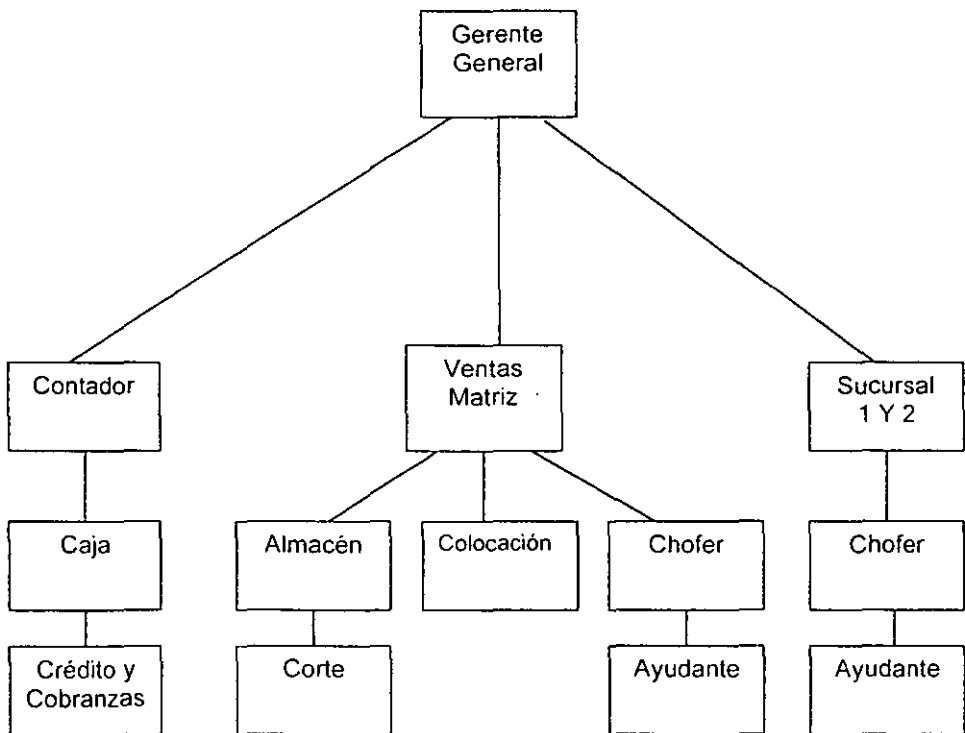 Gerente
General
Contador
Ventas
Matriz
Sucursal
1 Y 2
Caja
Almacén
Colocación
Chofer
Chofer
Crédito y
Cobranzas
Corte
Ayudante
Ayudante